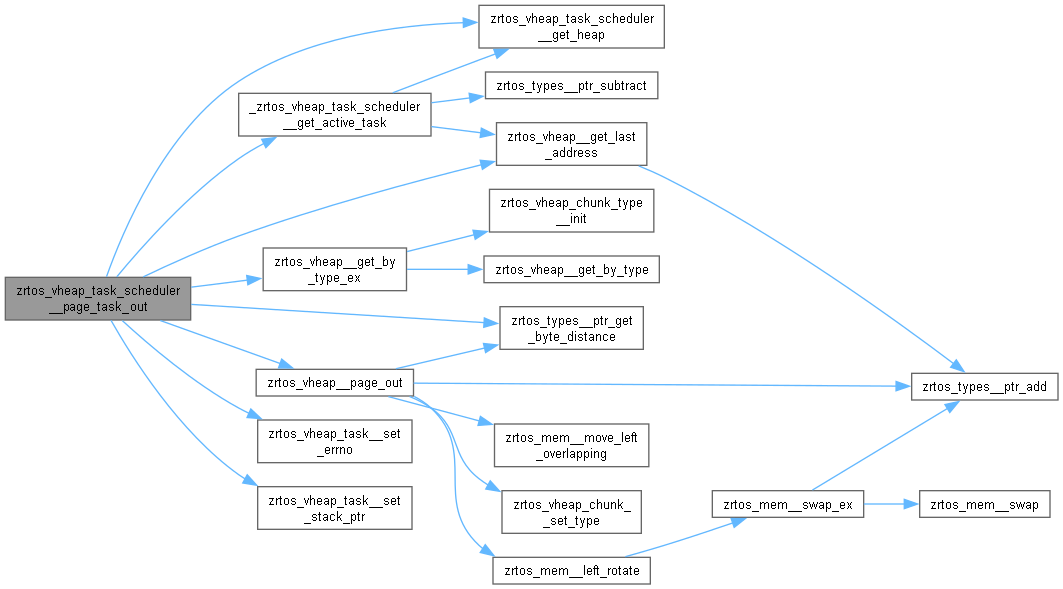 zrtos_vheap_task_scheduler
__get_heap
_zrtos_vheap_task_scheduler
__get_active_task
zrtos_types__ptr_subtract
zrtos_vheap__get_last
_address
zrtos_vheap_chunk_type
__init
zrtos_vheap__get_by
_type_ex
zrtos_vheap__get_by_type
zrtos_vheap_task_scheduler
__page_task_out
zrtos_types__ptr_get
_byte_distance
zrtos_vheap__page_out
zrtos_types__ptr_add
zrtos_vheap_task__set
_errno
zrtos_mem__move_left
_overlapping
zrtos_vheap_task__set
_stack_ptr
zrtos_vheap_chunk_
_set_type
zrtos_mem__swap_ex
zrtos_mem__swap
zrtos_mem__left_rotate